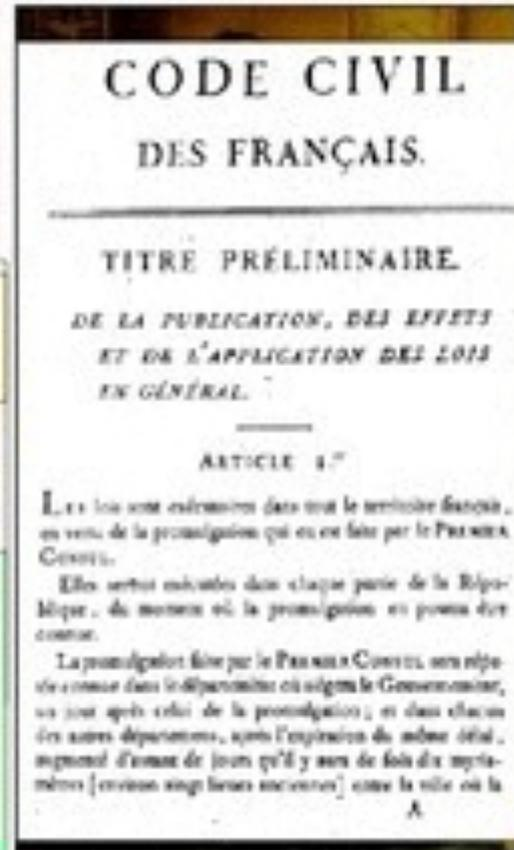 CODE CIVIL
DES FRANÇAIS.
TITRE PRÉLIMINAIRE.
DE LA PUBLICATION, DES EFFETS
ET DE L'APPLICATION DES LOIS
EN GÉNÉRAL.
ARTICLE 1.er
LES lois sont exécutoires dans tout le territoire français,
en vertu de la promulgation qui en est faite par le PREMIER
CONSUL.
Elles seront exécutées dans chaque partie de la Répu-
blique, du moment où la promulgation en pourra être
connue.
La promulgation faite par le PREMIER CONSUL sera répu-
tée connue dans le département où siégera le Gouvernement,
un jour après celui de la promulgation ; et dans chacun
des autres départemens, après l'expiration du même délai,
augmenté d'autant de jours qu'il y aura de fois dix myria-
mètres [environ vingt lieues anciennes] entre la ville où la
A